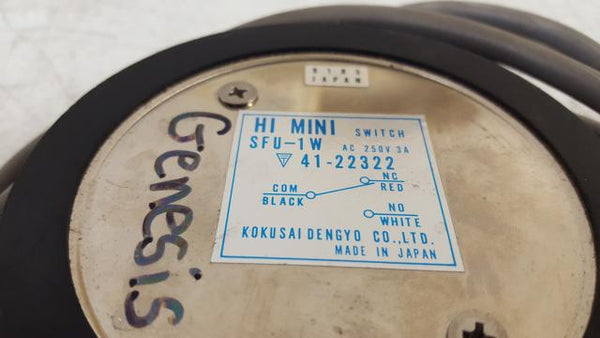 JAPAN
HI MINI SWITCH
SFU-1W AC 250V 3A
41-22322
NC
COM RED
BLACK
NO
WHITE
KOKUSAI DENGYO CO.,LTD.
MADE IN JAPAN
Genesis